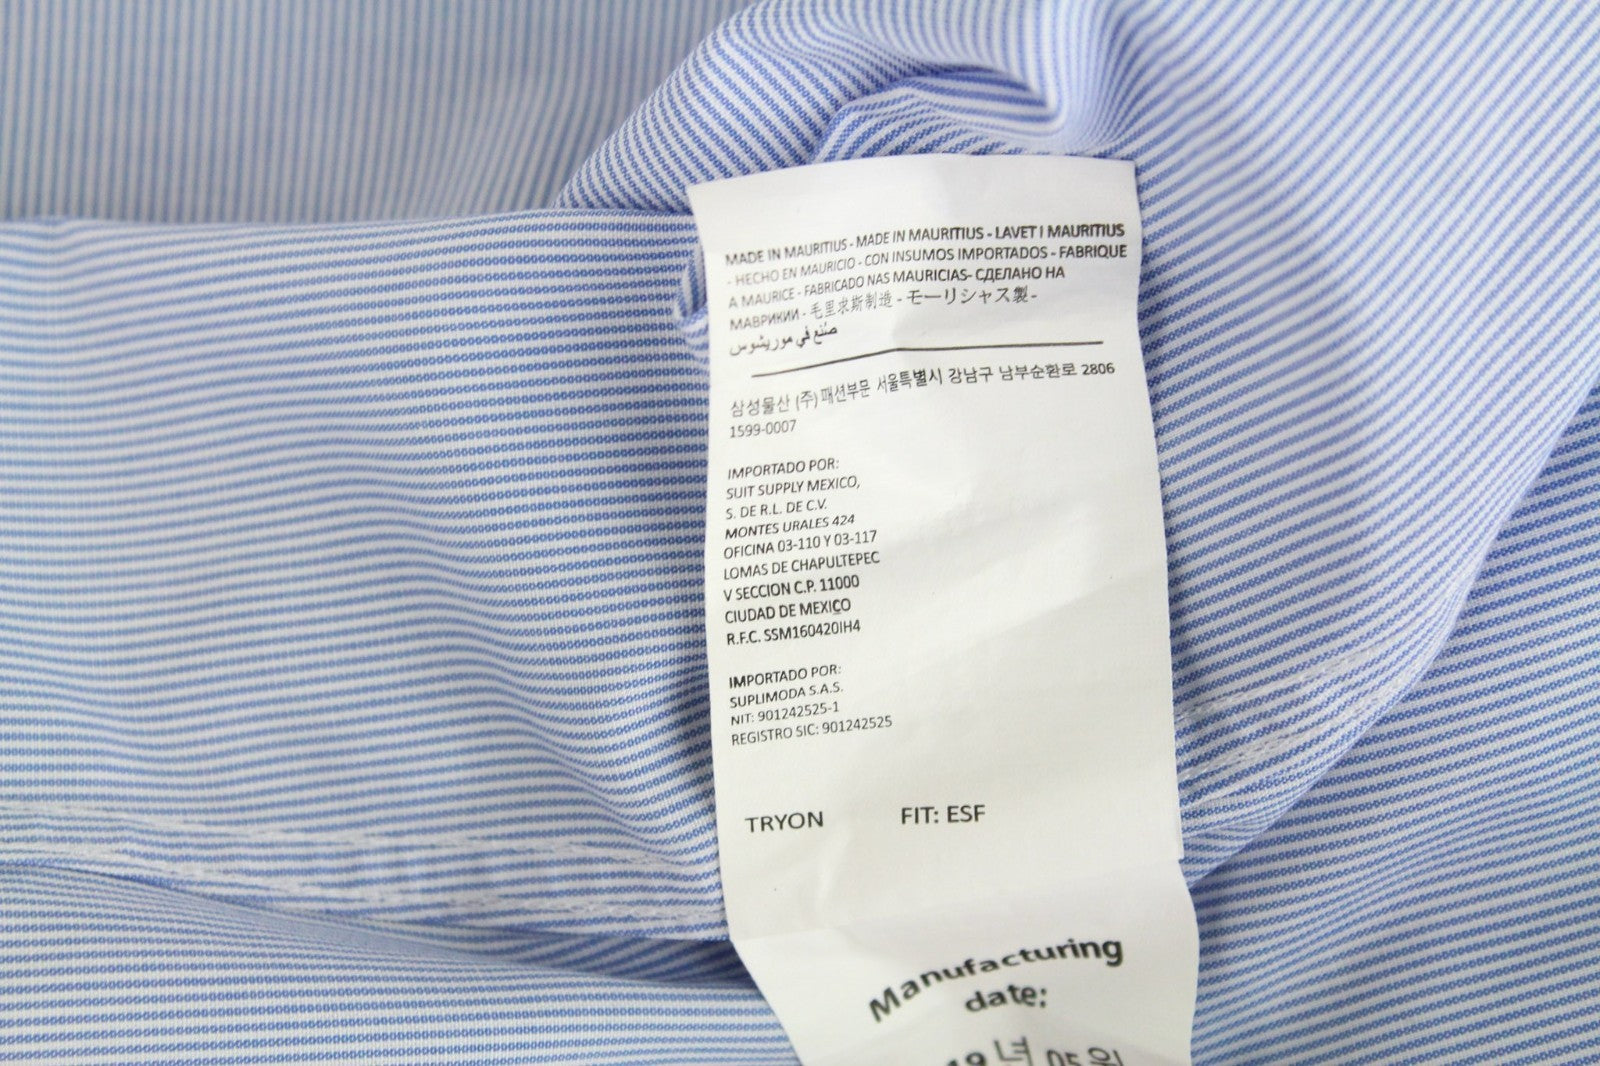 MADE IN MAURITIUS - MADE IN MAURITIUS - LAVET I MAURITIUS
- HECHO EN MAURICIO - CON INSUMOS IMPORTADOS - FABRIQUE
A MAURICE - FABRICADO NAS MAURICIAS- СДЕЛАНО НА
МАВРИКИИ - 毛里求斯制造 - モーリシャス製 -
صُنع في موريشوس
삼성물산 (주) 패션부문 서울특별시 강남구 남부순환로 2806
1599-0007
IMPORTADO POR:
SUIT SUPPLY MEXICO,
S. DE R.L. DE C.V.
MONTES URALES 424
OFICINA 03-110 Y 03-117
LOMAS DE CHAPULTEPEC
V SECCION C.P. 11000
CIUDAD DE MEXICO
R.F.C. SSM160420IH4
IMPORTADO POR:
SUPLIMODA S.A.S.
NIT: 901242525-1
REGISTRO SIC: 901242525
TRYON FIT: ESF
Manufacturing
date:
19 년 05 월